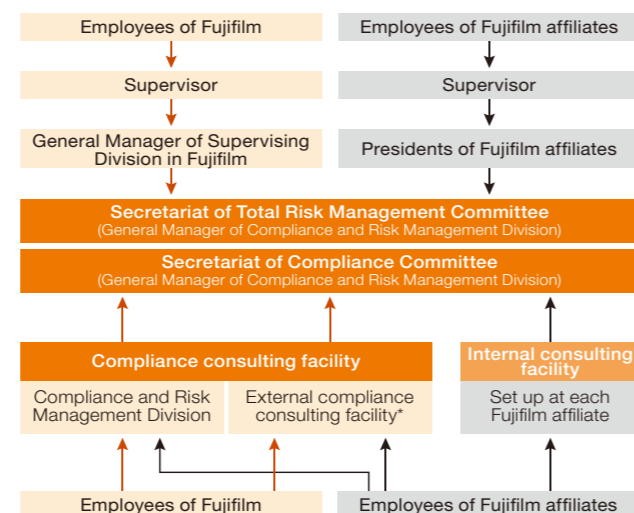 Employees of Fujifilm
Employees of Fujifilm affiliates
Supervisor
Supervisor
General Manager of Supervising
Division in Fujifilm
Presidents of Fujifilm affiliates
Secretariat of Total Risk Management Committee
(General Manager of Compliance and Risk Management Division)
Secretariat of Compliance Committee
(General Manager of Compliance and Risk Management Division)
Compliance consulting facility
Internal consulting
facility
Compliance and Risk
Management Division
External compliance
consulting facility*
Set up at each
Fujifilm affiliate
Employees of Fujifilm
Employees of Fujifilm affiliates